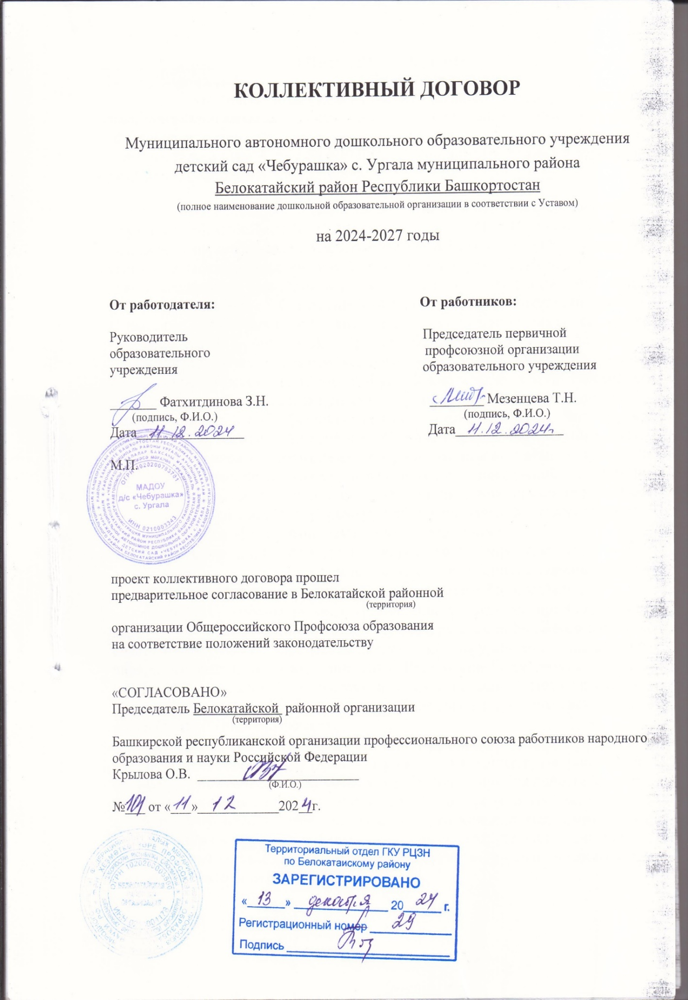 КОЛЛЕКТИВНЫЙ ДОГОВОР
Муниципального автономного дошкольного образовательного учреждения
детский сад «Чебурашка» с. Ургала муниципального района
Белокатайский район Республики Башкортостан
(полное наименование дошкольной образовательной организации в соответствии с Уставом)
на 2024-2027 годы
От работодателя:
Руководитель
образовательного
учреждения
Фатхитдинова З.Н.
(подпись, Ф.И.О.)
Дата 11.12.2024
М.П.
От работников:
Председатель первичной
профсоюзной организации
образовательного учреждения
Мезенцева Т.Н.
(подпись, Ф.И.О.)
Дата 11.12.2024г
ОГРН 1020200783701
МАДОУ
д/с «Чебурашка»
с. Ургала
ИНН 0210003343
проект коллективного договора прошел
предварительное согласование в Белокатайской районной
(территория)
организации Общероссийского Профсоюза образования
на соответствие положений законодательству
«СОГЛАСОВАНО»
Председатель Белокатайской районной организации
(территория)
Башкирской республиканской организации профессионального союза работников народного
образования и науки Российской Федерации
Крылова О.В.
(Ф.И.О.)
№101 от «11» 12 2024г.
Территориальный отдел ГКУ РЦЗН
по Белокатаискому району
ЗАРЕГИСТРИРОВАНО
«13» декабря 2024 г.
Регистрационный номер 29
Подпись